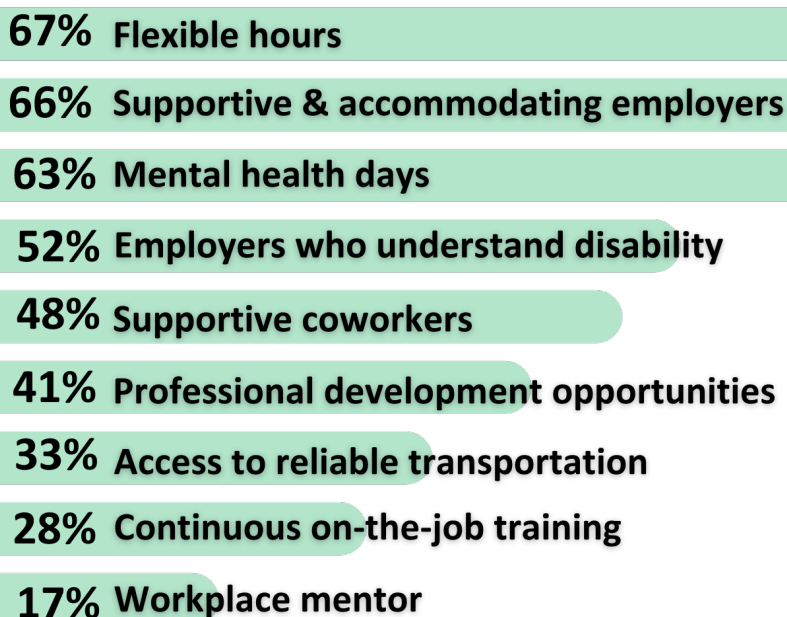 67% Flexible hours
66% Supportive & accommodating employers
63% Mental health days
52% Employers who understand disability
48% Supportive coworkers
41% Professional development opportunities
33% Access to reliable transportation
28% Continuous on-the-job training
17% Workplace mentor